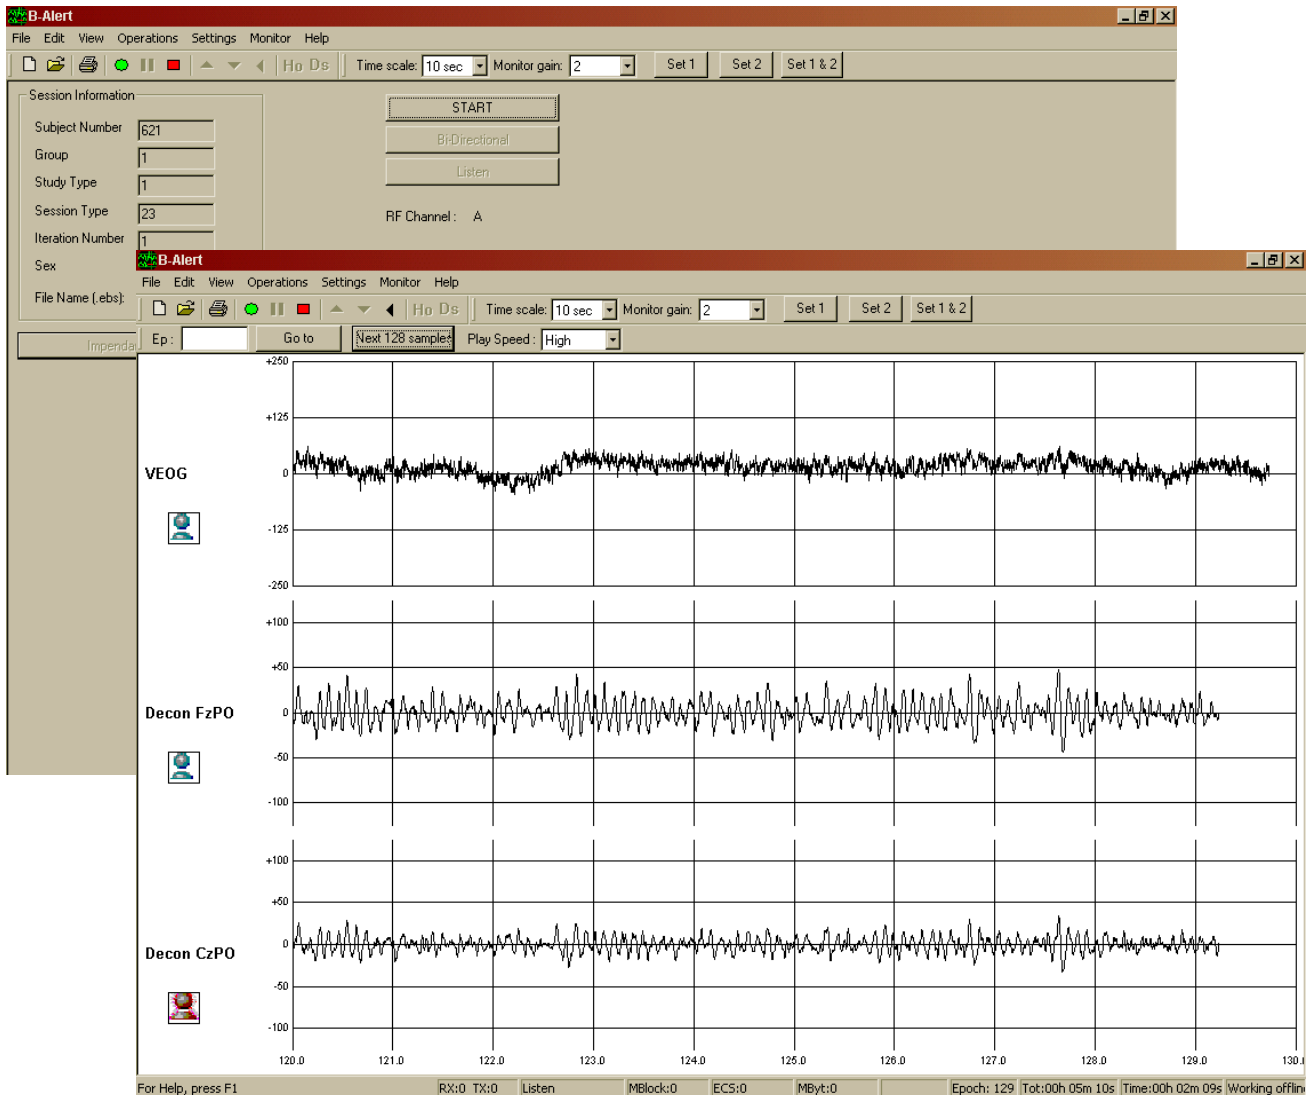 B-Alert
File Edit View Operations Settings Monitor Help
Ho Ds Time scale: 10 sec Monitor gain: 2 Set 1 Set 2 Set 1 & 2
Session Information
START
Subject Number 621
Bi-Directional
Group 1
Listen
Study Type 1
Session Type 23
RF Channel : A
Iteration Number 1
Sex
File Name (.ebs):
B-Alert
File Edit View Operations Settings Monitor Help
Ho Ds Time scale: 10 sec Monitor gain: 2 Set 1 Set 2 Set 1 & 2
Ep : Go to Next 128 samples Play Speed : High
+250
+125
VEOG 0
-125
-250
+100
+50
Decon FzPO 0
-50
-100
+100
+50
0
Decon CzPO
-50
-100
120.0 121.0 122.0 123.0 124.0 125.0 126.0 127.0 128.0 129.0 130.
For Help, press F1 RX:0 TX:0 Listen MBlock:0 ECS:0 MByt:0 Epoch: 129 Tot:00h 05m 10s Time:00h 02m 09s Working offlin